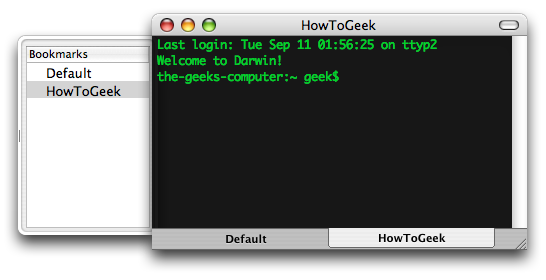 HowToGeek
Bookmarks
Default
HowToGeek
Last login: Tue Sep 11 01:56:25 on ttyp2
Welcome to Darwin!
the-geeks-computer:~ geek$
Default
HowToGeek